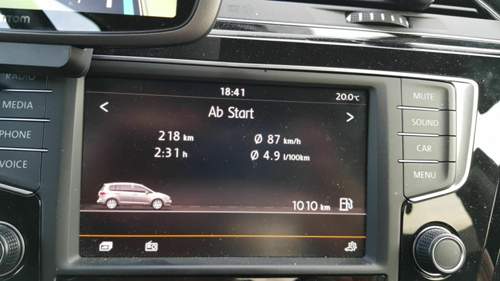 18:41
20.0°C
Ab Start
218 km
Ø 87 km/h
2:31 h
Ø 4.9 l/100km
1010 km
RADIO
MEDIA
PHONE
VOICE
MUTE
SOUND
CAR
MENU